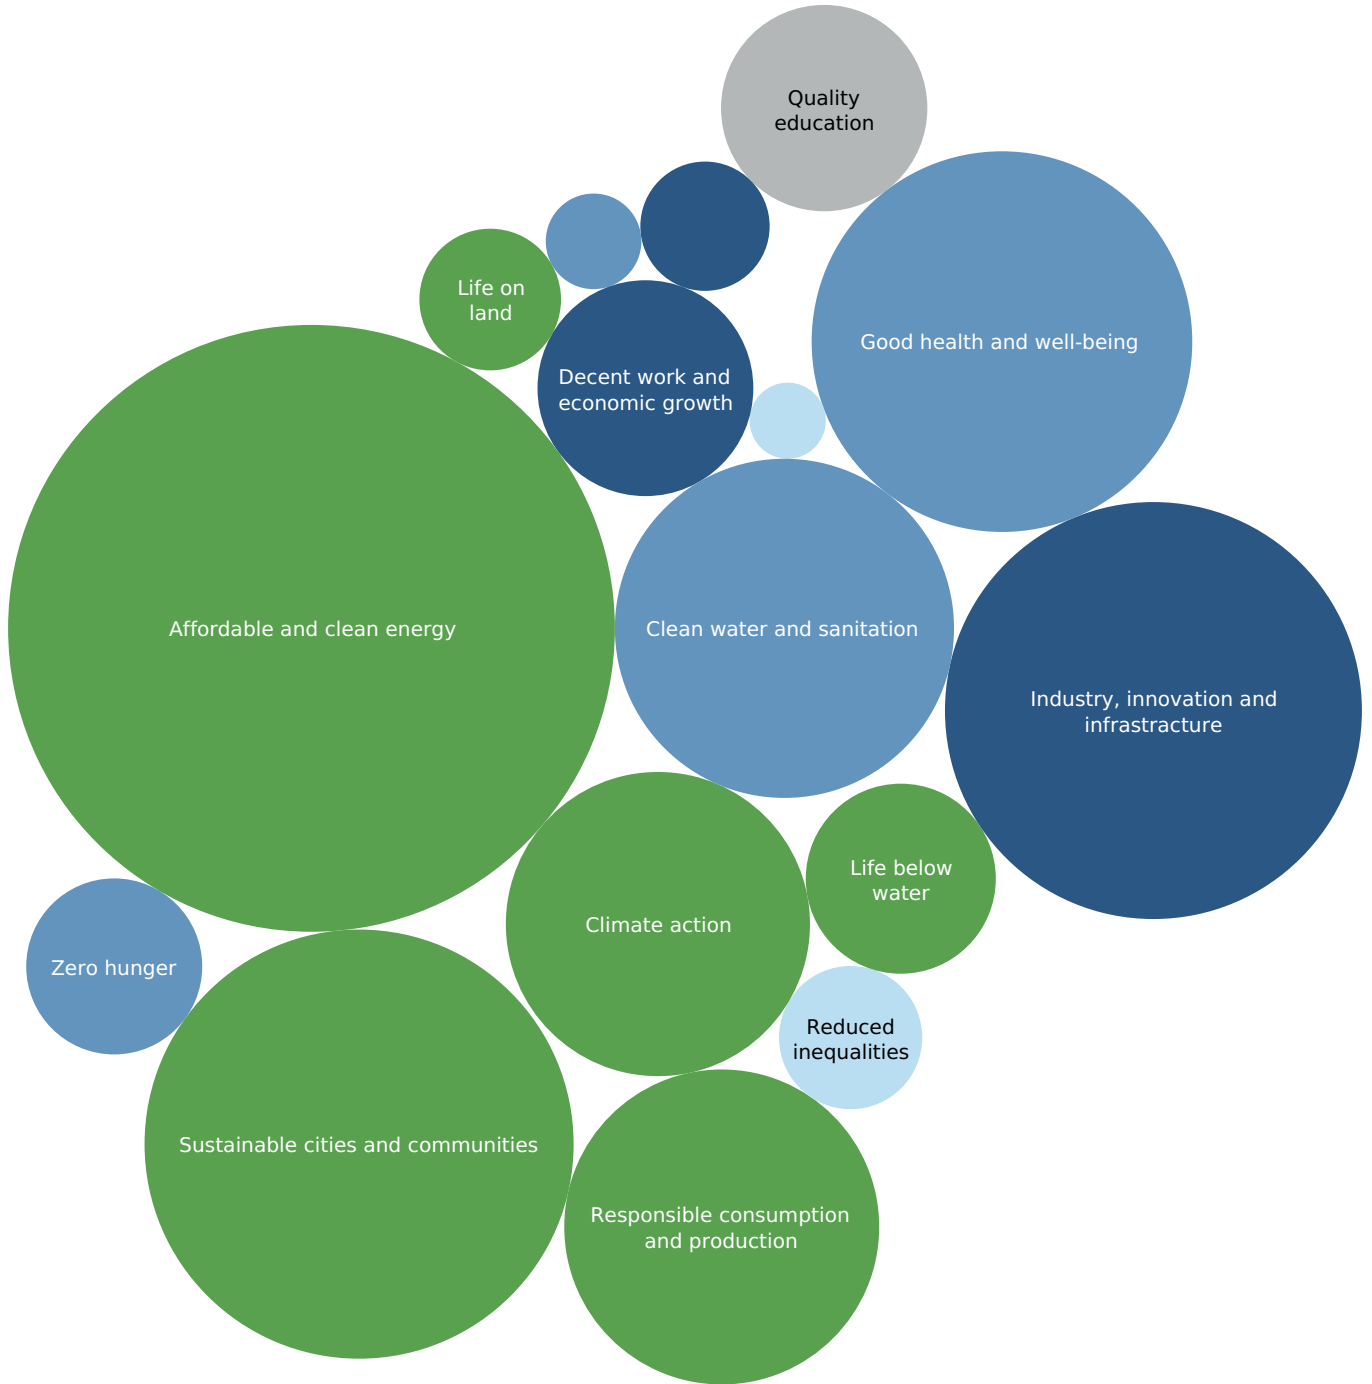 Quality
education
Life on
land
Good health and well-being
Decent work and
economic growth
Affordable and clean energy
Clean water and sanitation
Industry, innovation and
infrastracture
Life below
water
Climate action
Zero hunger
Reduced
inequalities
Sustainable cities and communities
Responsible consumption
and production